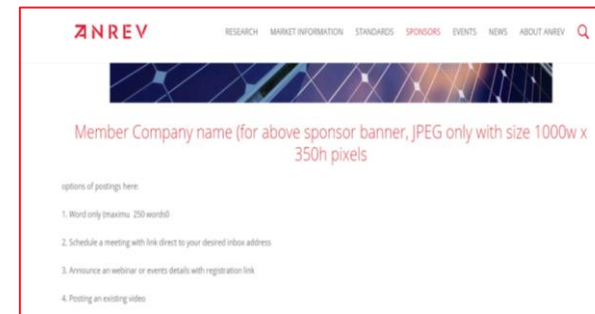 ANREV
RESEARCH MARKET INFORMATION STANDARDS SPONSORS EVENTS NEWS ABOUT ANREV
Member Company name (for above sponsor banner, JPEG only with size 1000w x
350h pixels
options of postings here:
1. Word only (maximu 250 words0
2. Schedule a meeting with link direct to your desired inbox address
3. Announce an webinar or events details with registration link
4. Posting an existing video